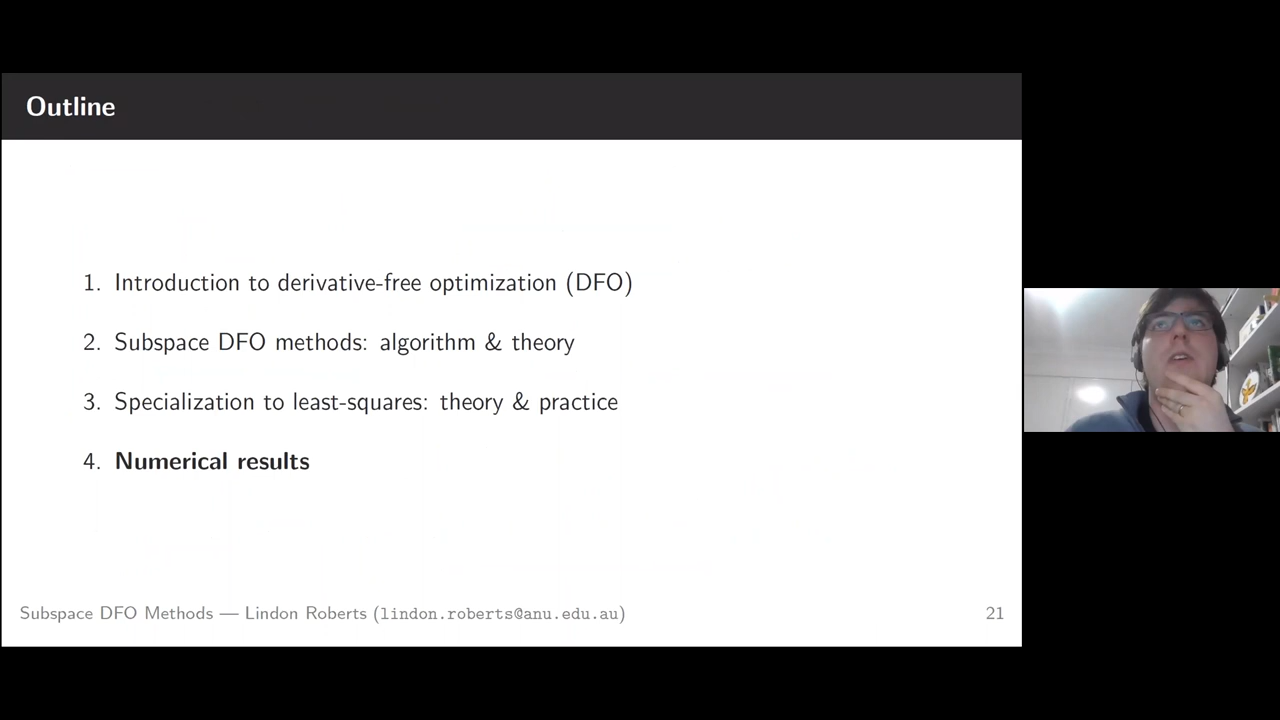 Outline
1. Introduction to derivative-free optimization (DFO)
2. Subspace DFO methods: algorithm & theory
3. Specialization to least-squares: theory & practice
4. Numerical results
Subspace DFO Methods — Lindon Roberts (lindon.roberts@anu.edu.au) 21